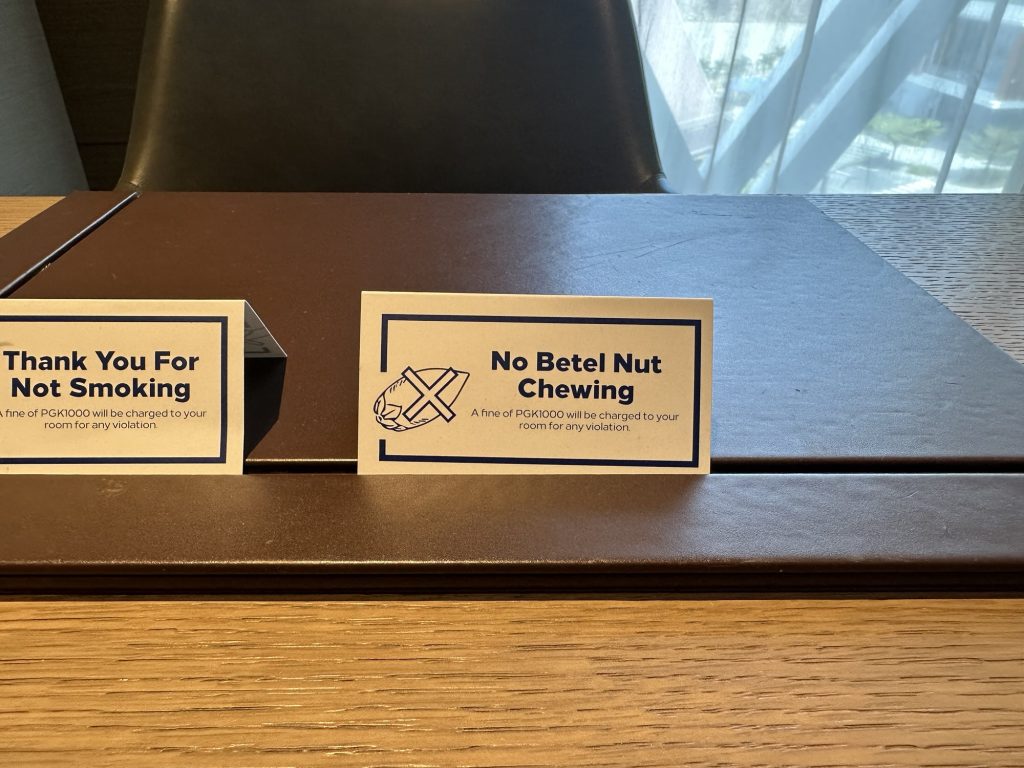 Thank You For
Not Smoking
A fine of PGK1000 will be charged to your
room for any violation.
No Betel Nut
Chewing
A fine of PGK1000 will be charged to your
room for any violation.